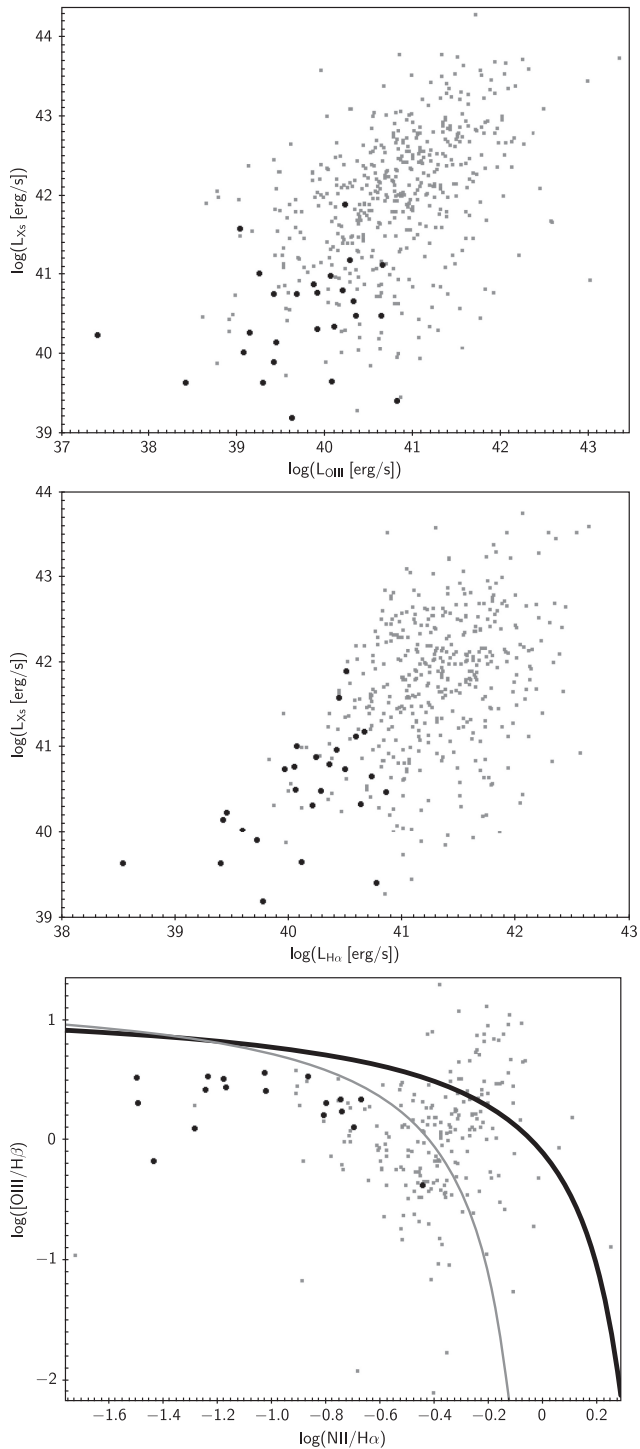 44
43
42
41
40
39
log(L_Xs [erg/s])
37 38 39 40 41 42 43
log(L_OIII [erg/s])
44
43
42
41
40
39
log(L_Xs [erg/s])
38 39 40 41 42 43
log(L_Hα [erg/s])
1
0
−1
−2
log([OIII/Hβ)
−1.6 −1.4 −1.2 −1.0 −0.8 −0.6 −0.4 −0.2 0 0.2
log(NII/Hα)